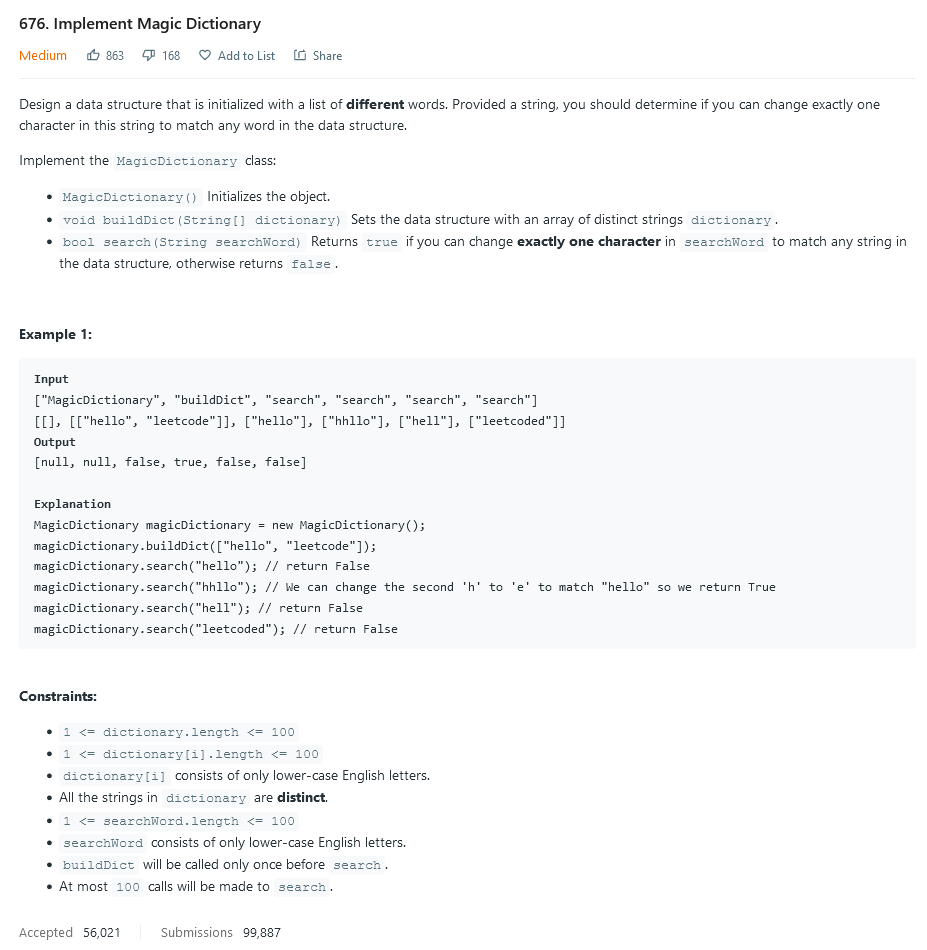 676. Implement Magic Dictionary
Medium 863 168 Add to List Share
Design a data structure that is initialized with a list of different words. Provided a string, you should determine if you can change exactly one
character in this string to match any word in the data structure.
Implement the MagicDictionary class:
• MagicDictionary() Initializes the object.
• void buildDict(String[] dictionary) Sets the data structure with an array of distinct strings dictionary.
• bool search(String searchWord) Returns true if you can change exactly one character in searchWord to match any string in
the data structure, otherwise returns false.
Example 1:
Input
["MagicDictionary", "buildDict", "search", "search", "search", "search"]
[[], [["hello", "leetcode"]], ["hello"], ["hhllo"], ["hell"], ["leetcoded"]]
Output
[null, null, false, true, false, false]
Explanation
MagicDictionary magicDictionary = new MagicDictionary();
magicDictionary.buildDict(["hello", "leetcode"]);
magicDictionary.search("hello"); // return False
magicDictionary.search("hhllo"); // We can change the second 'h' to 'e' to match "hello" so we return True
magicDictionary.search("hell"); // return False
magicDictionary.search("leetcoded"); // return False
Constraints:
• 1 <= dictionary.length <= 100
• 1 <= dictionary[i].length <= 100
• dictionary[i] consists of only lower-case English letters.
• All the strings in dictionary are distinct.
• 1 <= searchWord.length <= 100
• searchWord consists of only lower-case English letters.
• buildDict will be called only once before search.
• At most 100 calls will be made to search.
Accepted 56,021 Submissions 99,887